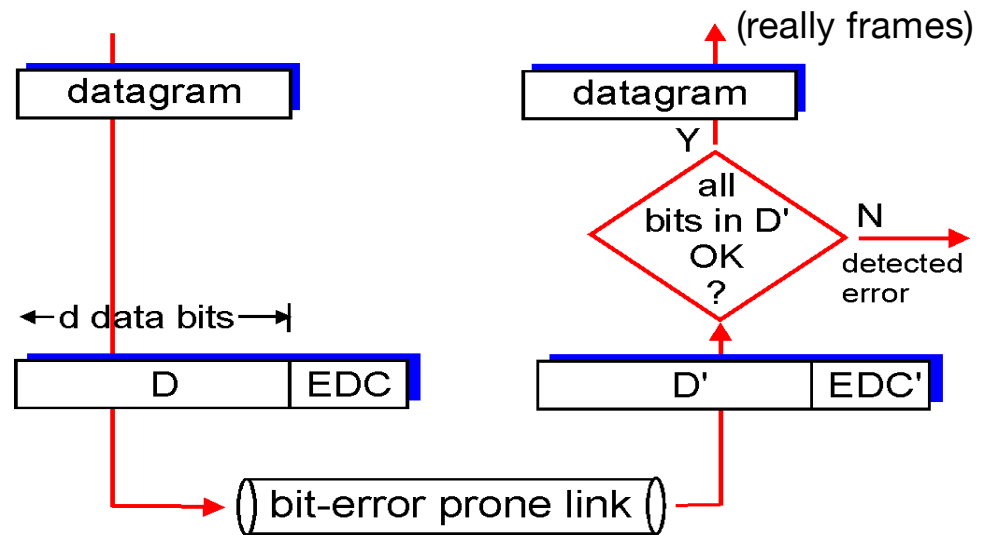 (really frames)
datagram
datagram
Y
all
bits in D'
OK
?
N
detected
error
d data bits
D
EDC
D'
EDC'
bit-error prone link